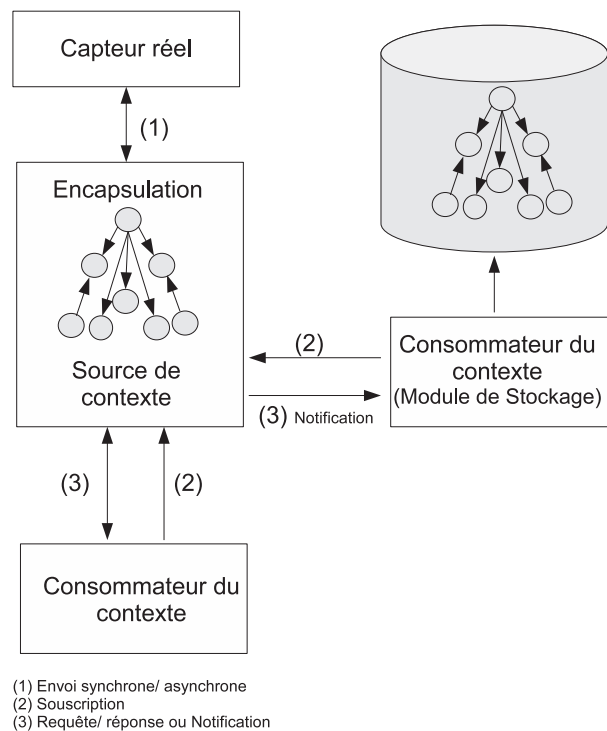 Capteur réel
(1)
Encapsulation
Source de
contexte
(2)
(3) Notification
Consommateur du
contexte
(Module de Stockage)
(3)
(2)
Consommateur du
contexte
(1) Envoi synchrone/ asynchrone
(2) Souscription
(3) Requête/ réponse ou Notification